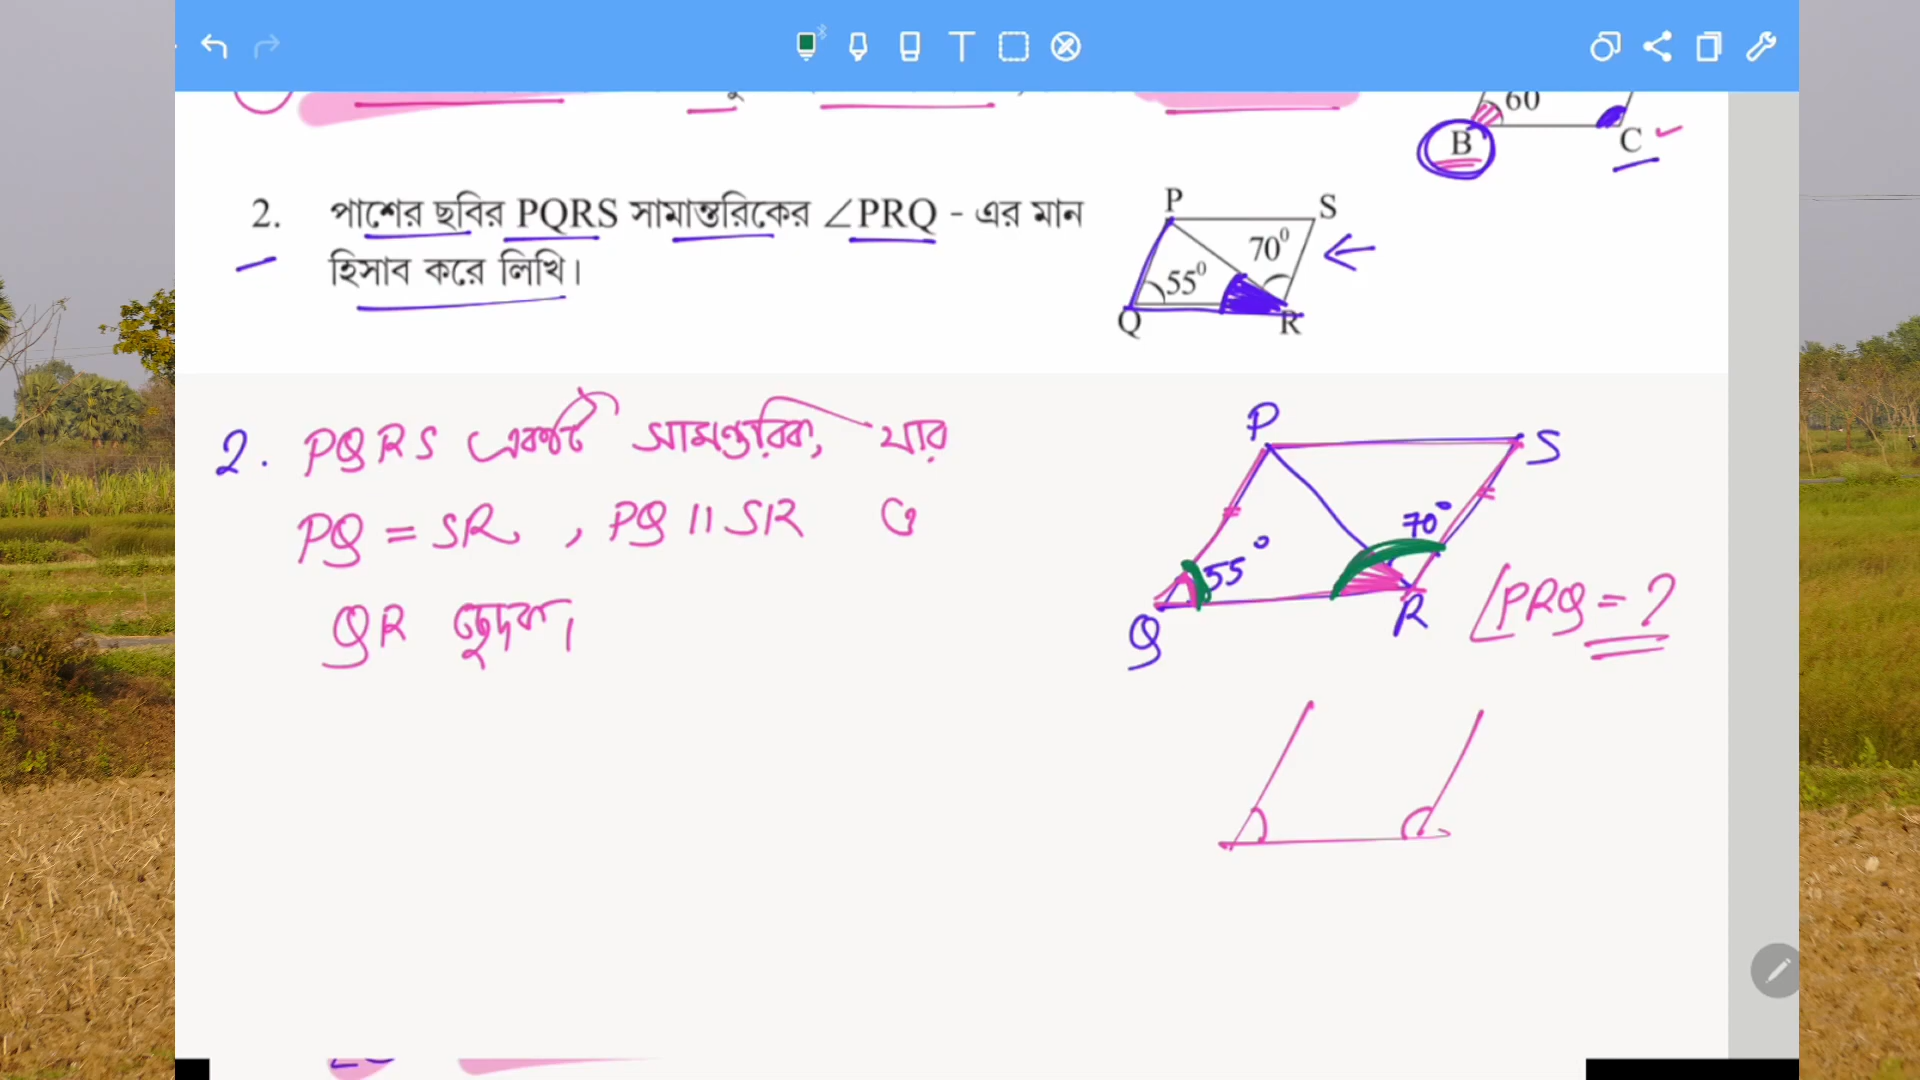 60
B
C
2. পাশের ছবির PQRS সামান্তরিকের ∠PRQ - এর মান
হিসাব করে লিখি।
P
S
70⁰
55⁰
Q
R
2. PQRS একটি সামন্তরিক, যার
PQ = SR , PQ || SR ও
QR ভেদক।
P
S
70°
55°
Q
R
∠PRQ = ?